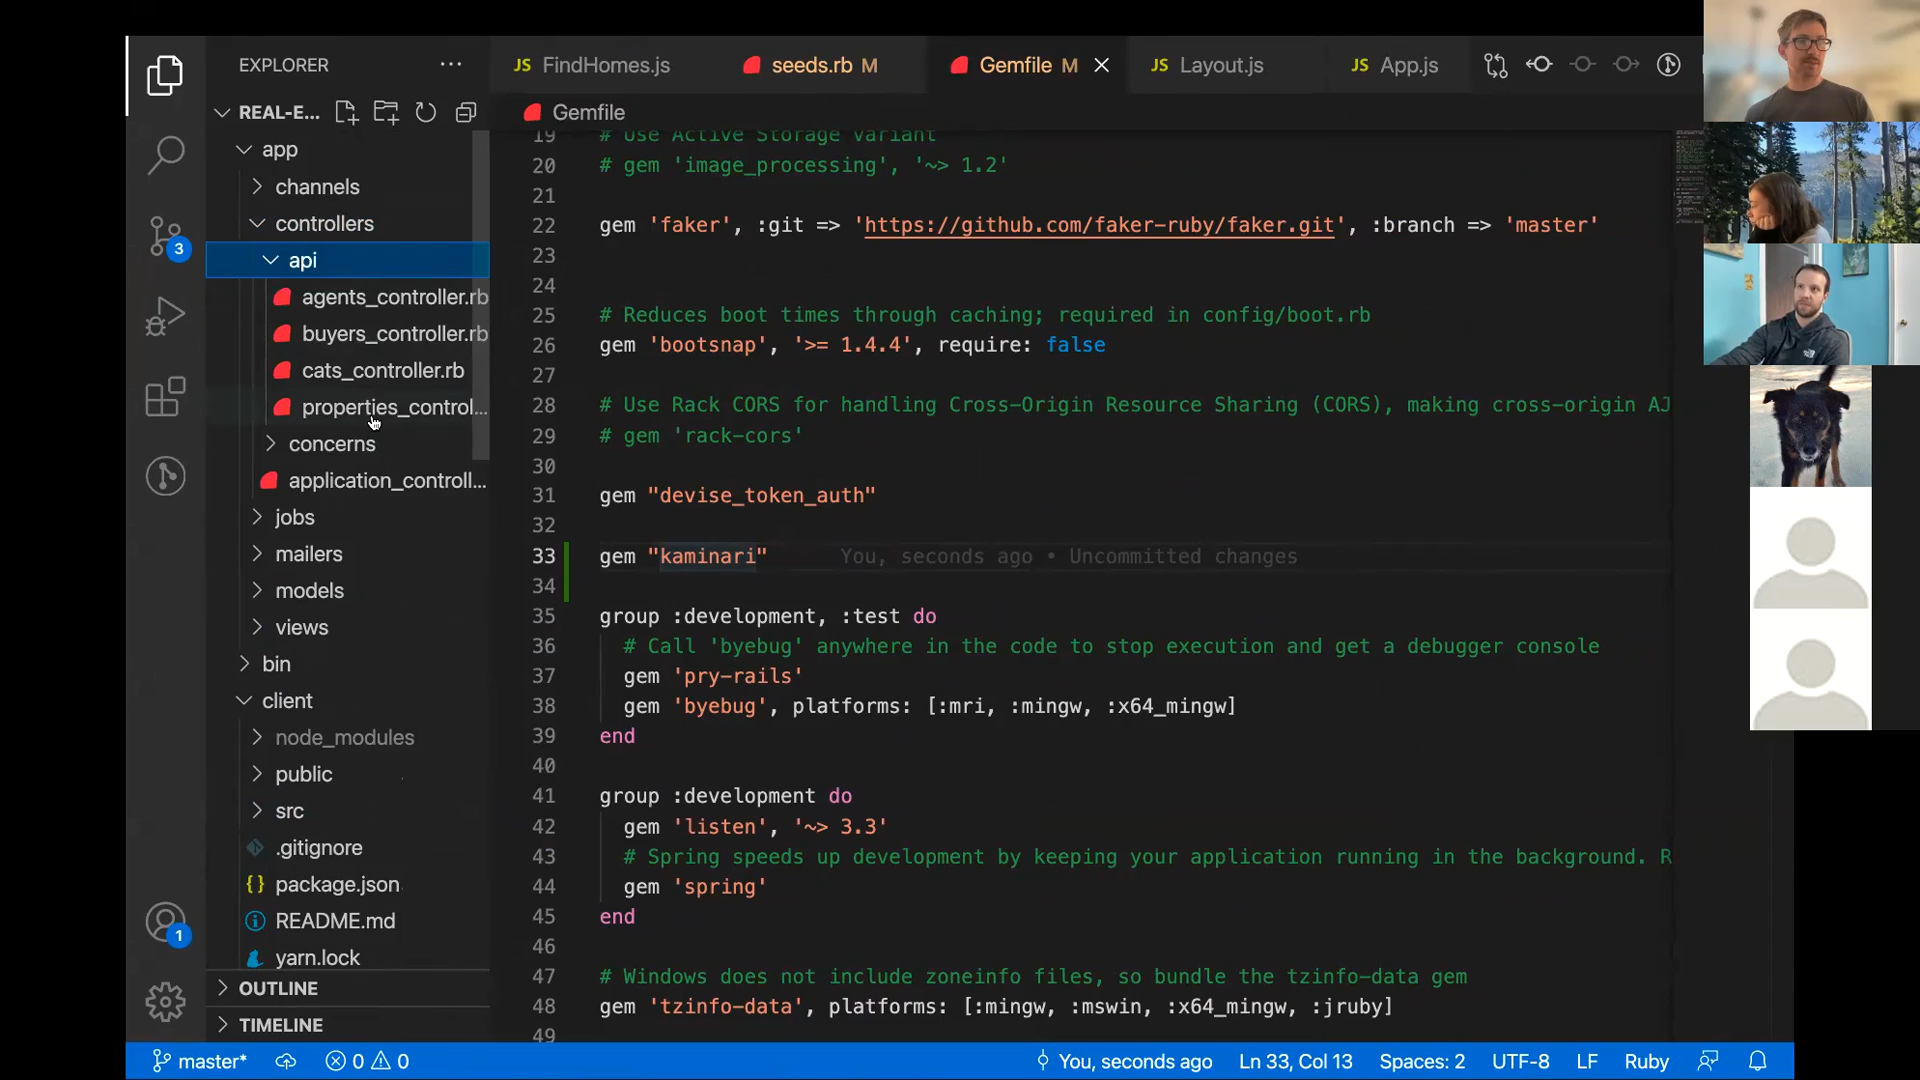 EXPLORER
REAL-E...
app
channels
controllers
api
agents_controller.rb
buyers_controller.rb
cats_controller.rb
properties_control...
concerns
application_controll...
jobs
mailers
models
views
bin
client
node_modules
public
src
.gitignore
package.json
README.md
yarn.lock
OUTLINE
TIMELINE
3
1
JS FindHomes.js
seeds.rb M
Gemfile M
JS Layout.js
JS App.js
Gemfile
19 # Use Active Storage variant
20 # gem 'image_processing', '~> 1.2'
21
22 gem 'faker', :git => 'https://github.com/faker-ruby/faker.git', :branch => 'master'
23
24
25 # Reduces boot times through caching; required in config/boot.rb
26 gem 'bootsnap', '>= 1.4.4', require: false
27
28 # Use Rack CORS for handling Cross-Origin Resource Sharing (CORS), making cross-origin AJ
29 # gem 'rack-cors'
30
31 gem "devise_token_auth"
32
33 gem "kaminari" You, seconds ago • Uncommitted changes
34
35 group :development, :test do
36 # Call 'byebug' anywhere in the code to stop execution and get a debugger console
37 gem 'pry-rails'
38 gem 'byebug', platforms: [:mri, :mingw, :x64_mingw]
39 end
40
41 group :development do
42 gem 'listen', '~> 3.3'
43 # Spring speeds up development by keeping your application running in the background. R
44 gem 'spring'
45 end
46
47 # Windows does not include zoneinfo files, so bundle the tzinfo-data gem
48 gem 'tzinfo-data', platforms: [:mingw, :mswin, :x64_mingw, :jruby]
49
master* 0 0 You, seconds ago Ln 33, Col 13 Spaces: 2 UTF-8 LF Ruby